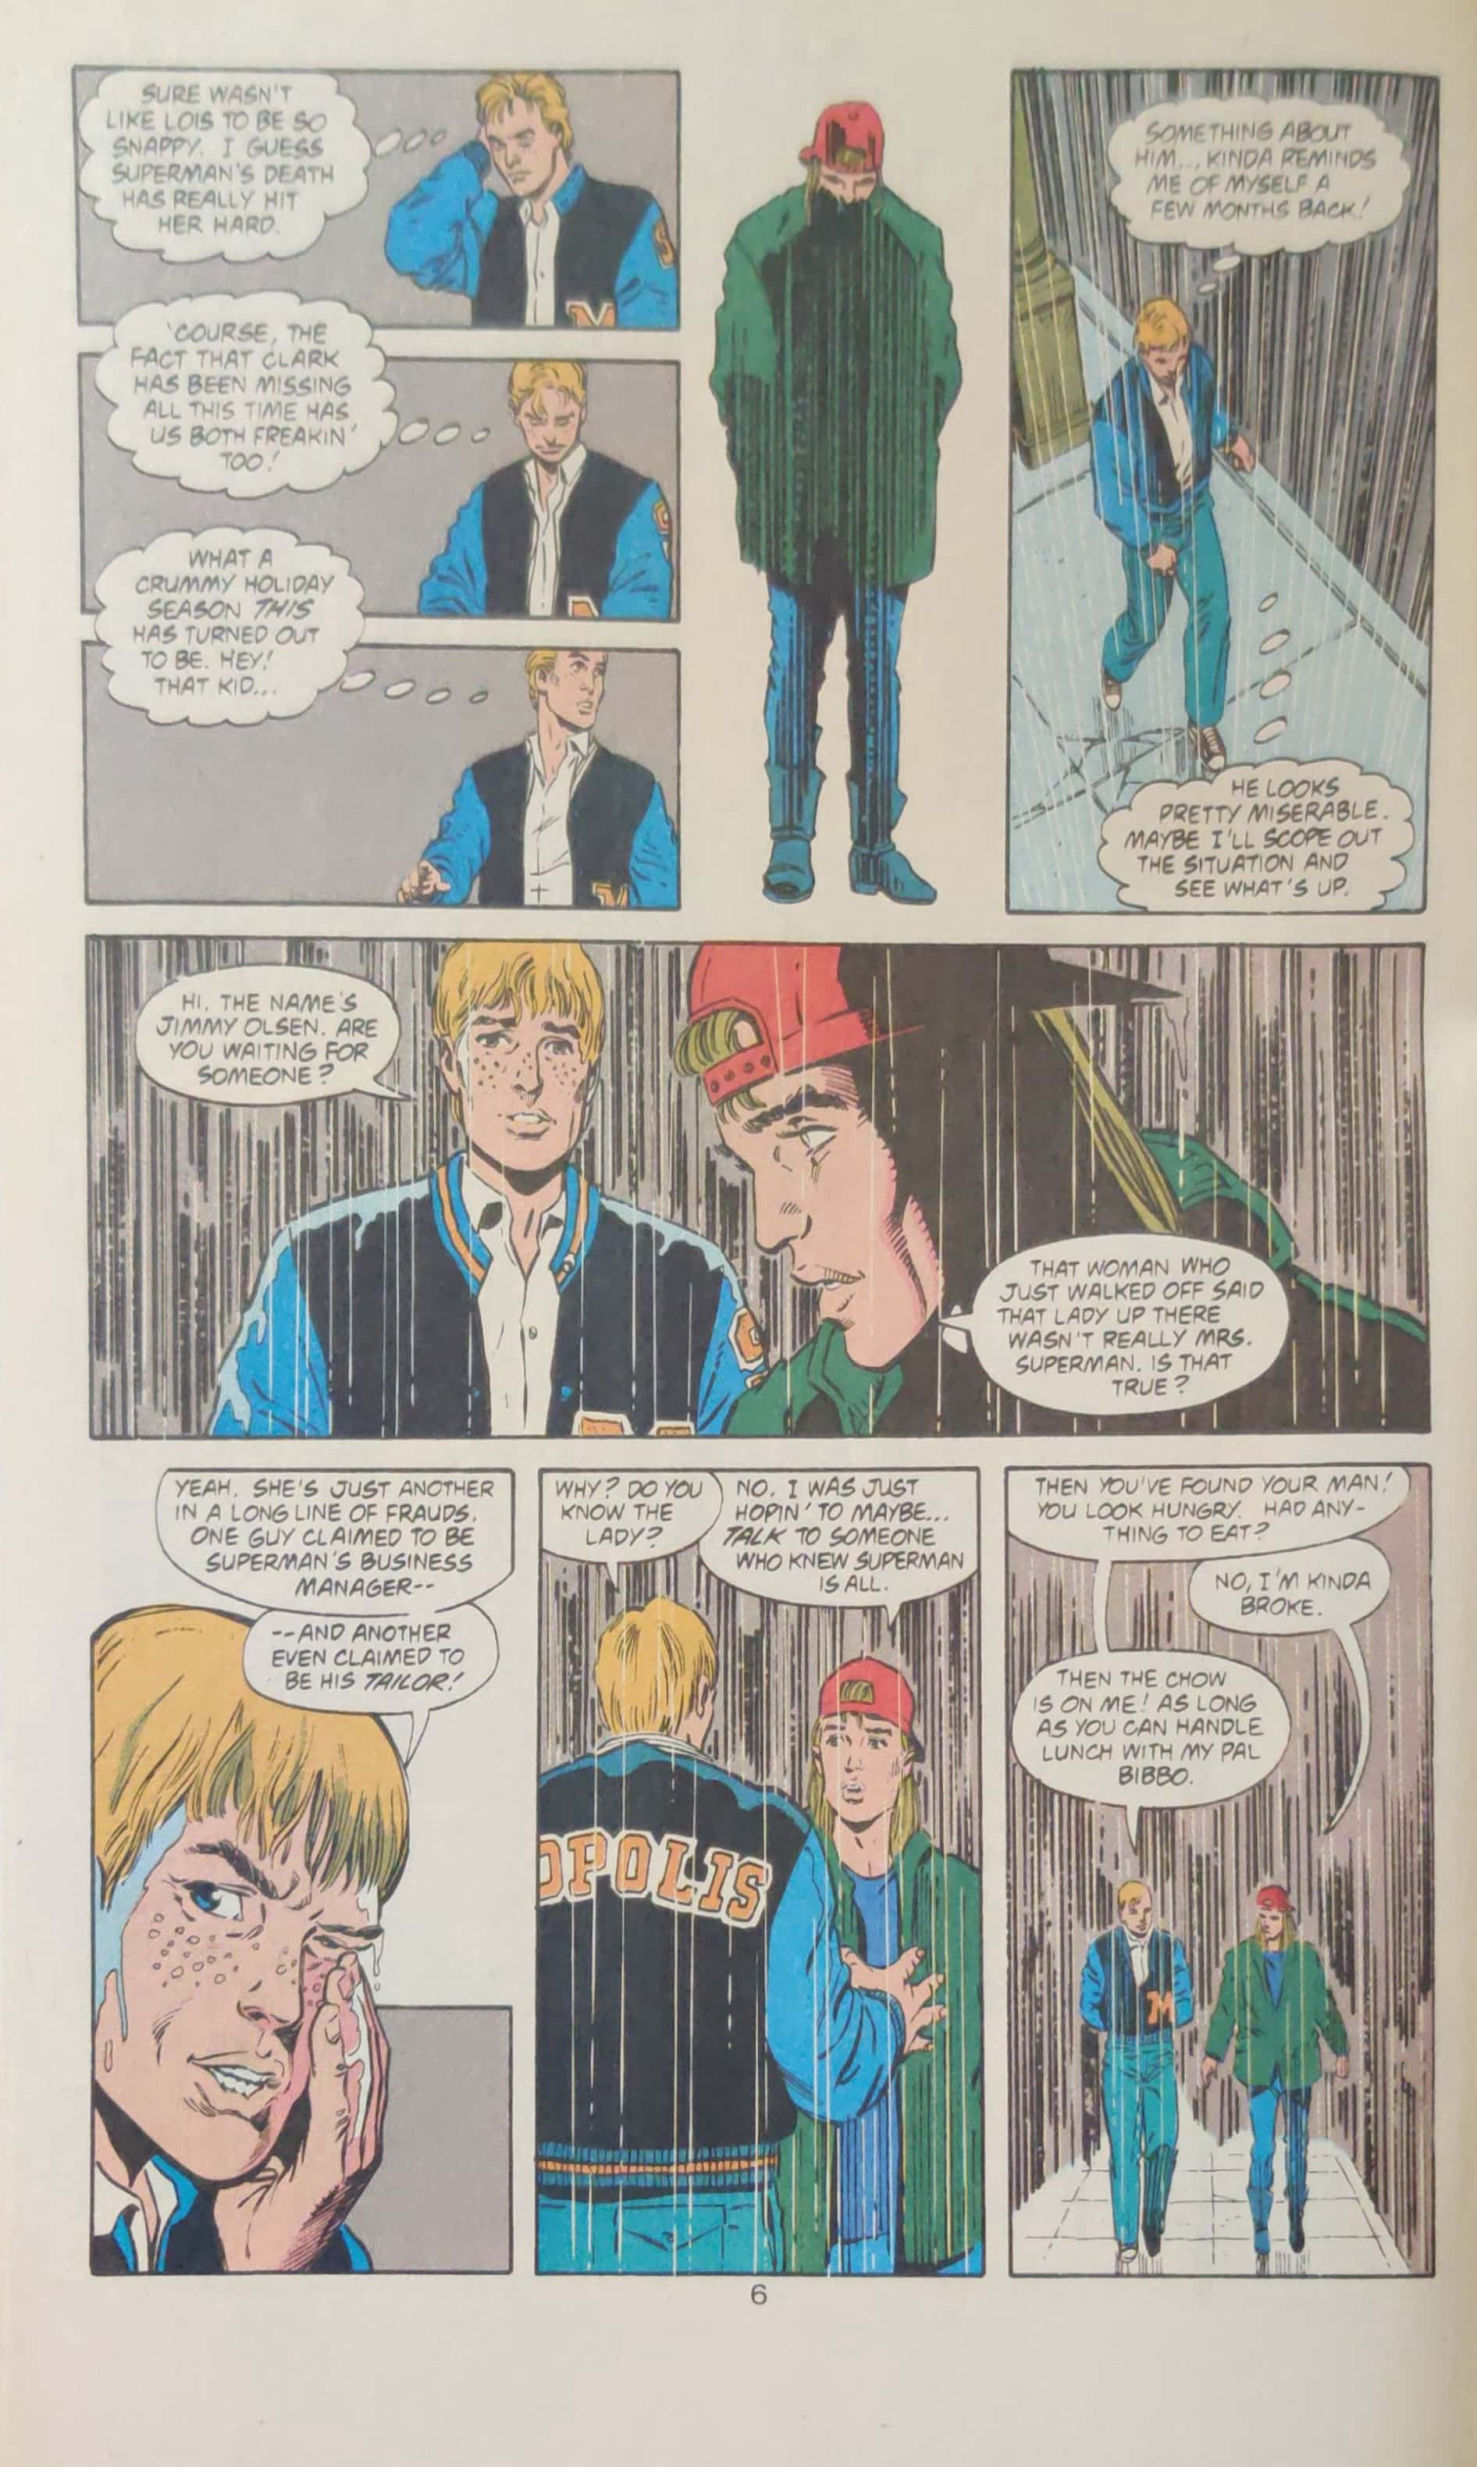 SURE WASN'T
LIKE LOIS TO BE SO
SNAPPY. I GUESS
SUPERMAN'S DEATH
HAS REALLY HIT
HER HARD.
'COURSE, THE
FACT THAT CLARK
HAS BEEN MISSING
ALL THIS TIME HAS
US BOTH FREAKIN'
TOO!
WHAT A
CRUMMY HOLIDAY
SEASON THIS
HAS TURNED OUT
TO BE. HEY!
THAT KID...
SOMETHING ABOUT
HIM... KINDA REMINDS
ME OF MYSELF A
FEW MONTHS BACK!
HE LOOKS
PRETTY MISERABLE.
MAYBE I'LL SCOPE OUT
THE SITUATION AND
SEE WHAT'S UP.
HI. THE NAME'S
JIMMY OLSEN. ARE
YOU WAITING FOR
SOMEONE?
THAT WOMAN WHO
JUST WALKED OFF SAID
THAT LADY UP THERE
WASN'T REALLY MRS.
SUPERMAN. IS THAT
TRUE?
YEAH. SHE'S JUST ANOTHER
IN A LONG LINE OF FRAUDS.
ONE GUY CLAIMED TO BE
SUPERMAN'S BUSINESS
MANAGER--
--AND ANOTHER
EVEN CLAIMED TO
BE HIS TAILOR!
WHY? DO YOU
KNOW THE
LADY?
NO. I WAS JUST
HOPIN' TO MAYBE...
TALK TO SOMEONE
WHO KNEW SUPERMAN
IS ALL.
OPOLIS
THEN YOU'VE FOUND YOUR MAN!
YOU LOOK HUNGRY. HAD ANY-
THING TO EAT?
NO, I'M KINDA
BROKE.
THEN THE CHOW
IS ON ME! AS LONG
AS YOU CAN HANDLE
LUNCH WITH MY PAL
BIBBO.
M
6